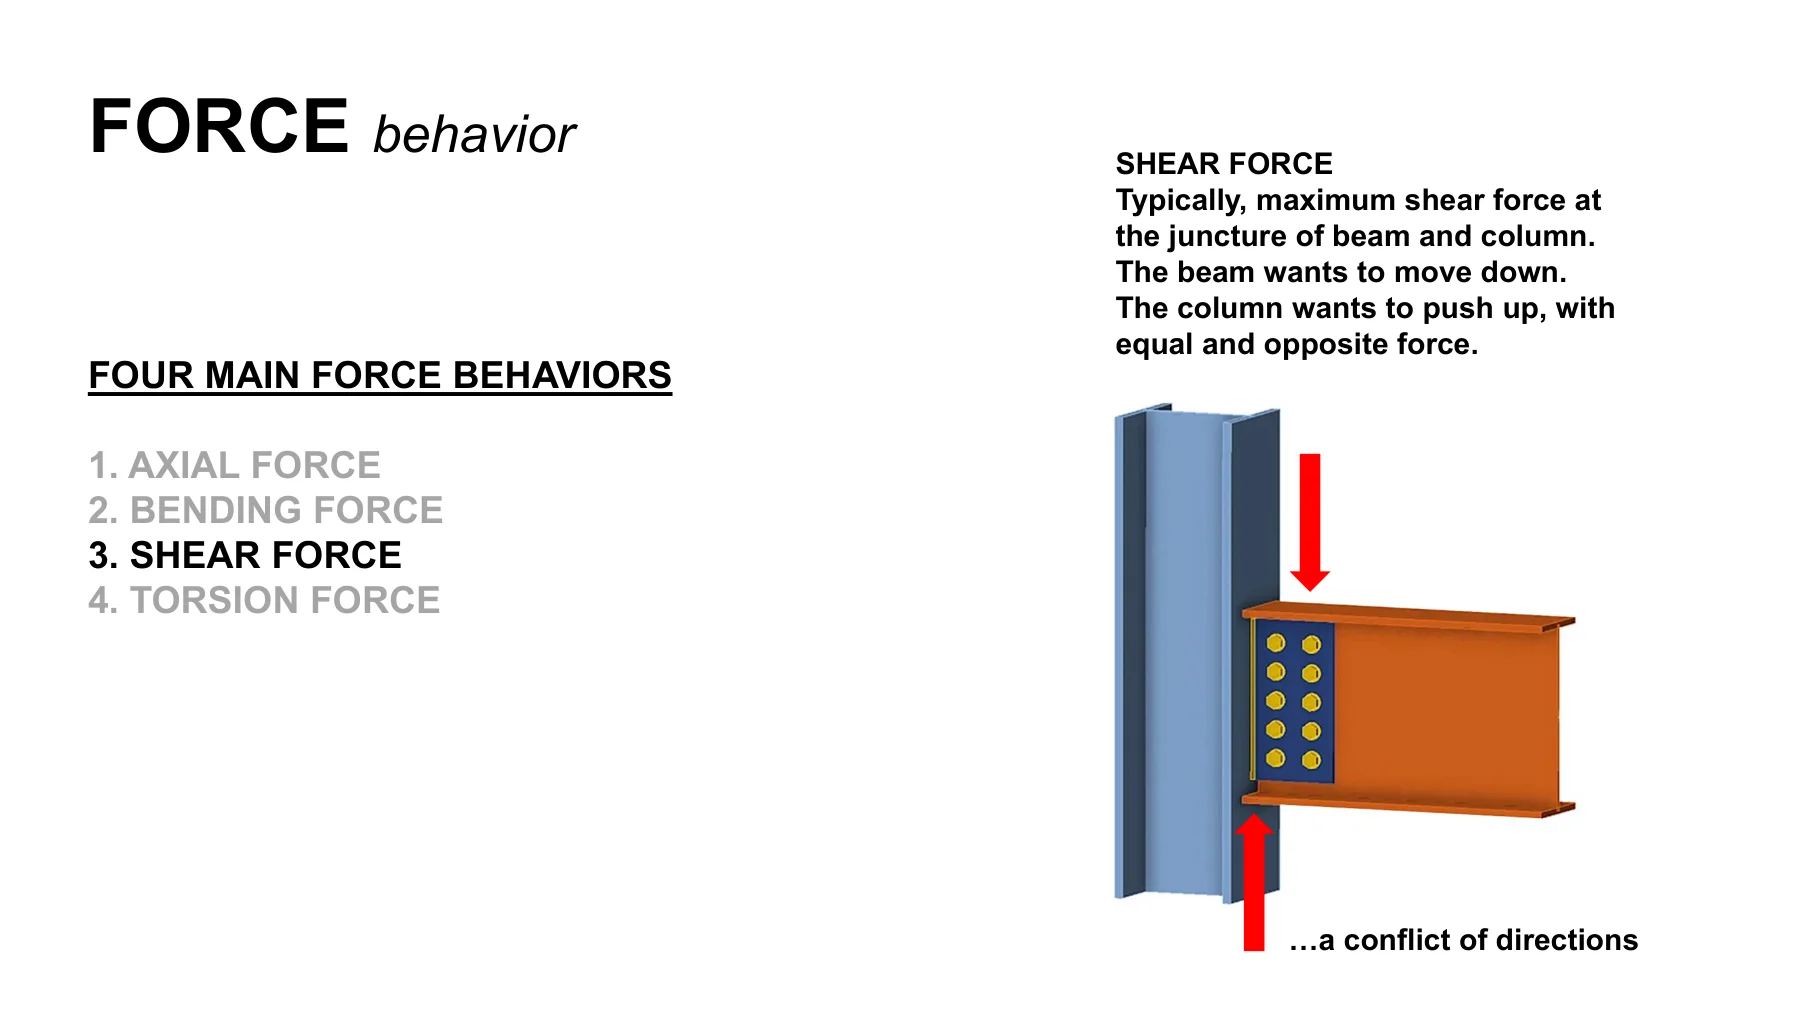 FORCE behavior
FOUR MAIN FORCE BEHAVIORS
1. AXIAL FORCE
2. BENDING FORCE
3. SHEAR FORCE
4. TORSION FORCE
SHEAR FORCE
Typically, maximum shear force at
the juncture of beam and column.
The beam wants to move down.
The column wants to push up, with
equal and opposite force.
…a conflict of directions